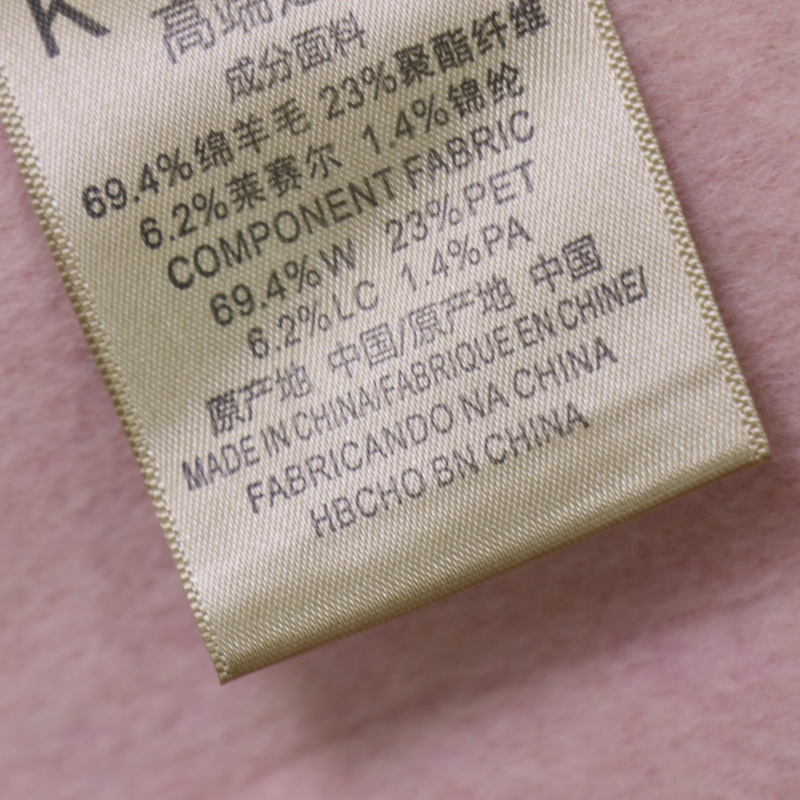 K 高端
成分面料
69.4%绵羊毛 23%聚酯纤维
6.2%莱赛尔 1.4%锦纶
COMPONENT FABRIC
69.4%W 23%PET
6.2%LC 1.4%PA
原产地 中国/原产地 中国
MADE IN CHINA/FABRIQUE EN CHINE/
FABRICANDO NA CHINA
HBCHO BN CHINA